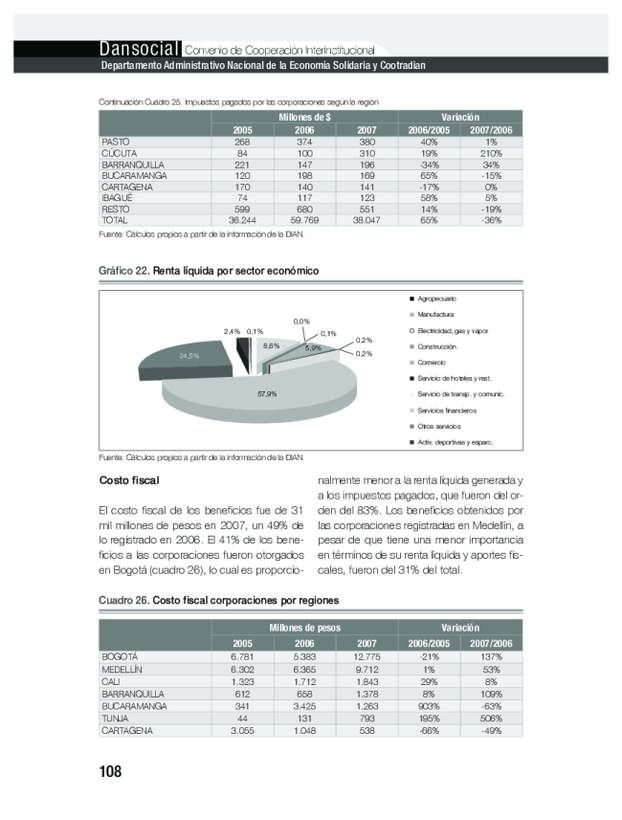 Dansocial Convenio de Cooperación Interinstitucional
Departamento Administrativo Nacional de la Economía Solidaria y Cootradian
Continuación Cuadro 25. Impuestos pagados por las corporaciones según la región
Millones de $ Variación
2005 2006 2007 2006/2005 2007/2006
PASTO 268 374 380 40% 1%
CÚCUTA 84 100 310 19% 210%
BARRANQUILLA 221 147 196 -34% 34%
BUCARAMANGA 120 198 169 65% -15%
CARTAGENA 170 140 141 -17% 0%
IBAGUÉ 74 117 123 58% 5%
RESTO 599 680 551 14% -19%
TOTAL 36.244 59.769 38.047 65% -36%
Fuente: Cálculos propios a partir de la información de la DIAN.
Gráfico 22. Renta líquida por sector económico
0,0%
2,4% 0,1% 0,1%
8,6% 5,9% 0,2%
24,5% 0,2%
57,9%
Agropecuario
Manufactura
Electricidad, gas y vapor
Construcción
Comercio
Servicio de hoteles y rest.
Servicio de transp. y comunic.
Servicios financieros
Otros servicios
Activ. deportivas y esparc.
Fuente: Cálculos propios a partir de la información de la DIAN.
Costo fiscal
El costo fiscal de los beneficios fue de 31
mil millones de pesos en 2007, un 49% de
lo registrado en 2006. El 41% de los bene-
ficios a las corporaciones fueron otorgados
en Bogotá (cuadro 26), lo cual es proporcio-
nalmente menor a la renta líquida generada y
a los impuestos pagados, que fueron del or-
den del 83%. Los beneficios obtenidos por
las corporaciones registradas en Medellín, a
pesar de que tiene una menor importancia
en términos de su renta líquida y aportes fis-
cales, fueron del 31% del total.
Cuadro 26. Costo fiscal corporaciones por regiones
Millones de pesos Variación
2005 2006 2007 2006/2005 2007/2006
BOGOTÁ 6.781 5.383 12.775 -21% 137%
MEDELLÍN 6.302 6.365 9.712 1% 53%
CALI 1.323 1.712 1.843 29% 8%
BARRANQUILLA 612 658 1.378 8% 109%
BUCARAMANGA 341 3.425 1.263 903% -63%
TUNJA 44 131 793 195% 506%
CARTAGENA 3.055 1.048 538 -66% -49%
108